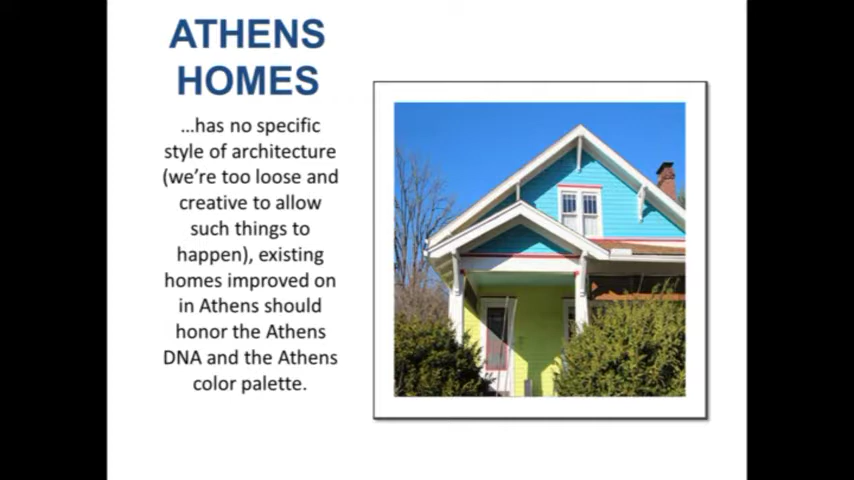 ATHENS
HOMES
...has no specific
style of architecture
(we're too loose and
creative to allow
such things to
happen), existing
homes improved on
in Athens should
honor the Athens
DNA and the Athens
color palette.